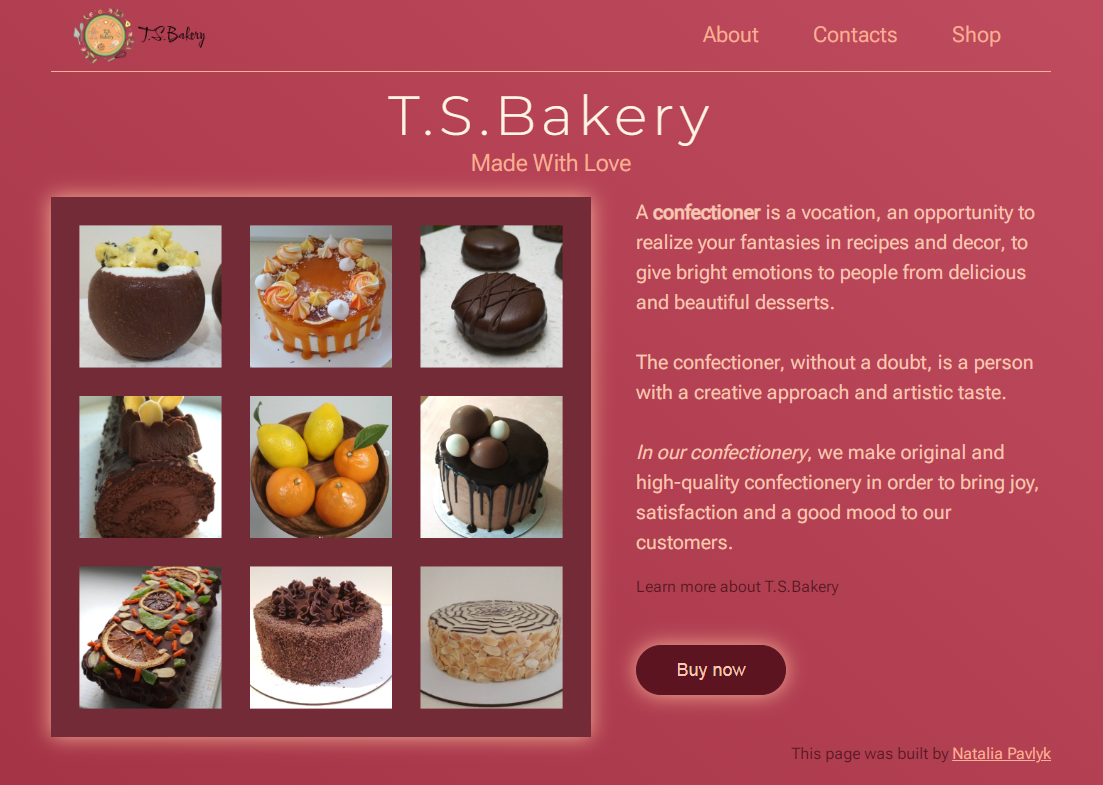 T.S.Bakery
About Contacts Shop
T.S.Bakery
Made With Love
A confectioner is a vocation, an opportunity to
realize your fantasies in recipes and decor, to
give bright emotions to people from delicious
and beautiful desserts.
The confectioner, without a doubt, is a person
with a creative approach and artistic taste.
In our confectionery, we make original and
high-quality confectionery in order to bring joy,
satisfaction and a good mood to our
customers.
Learn more about T.S.Bakery
Buy now
This page was built by Natalia Pavlyk